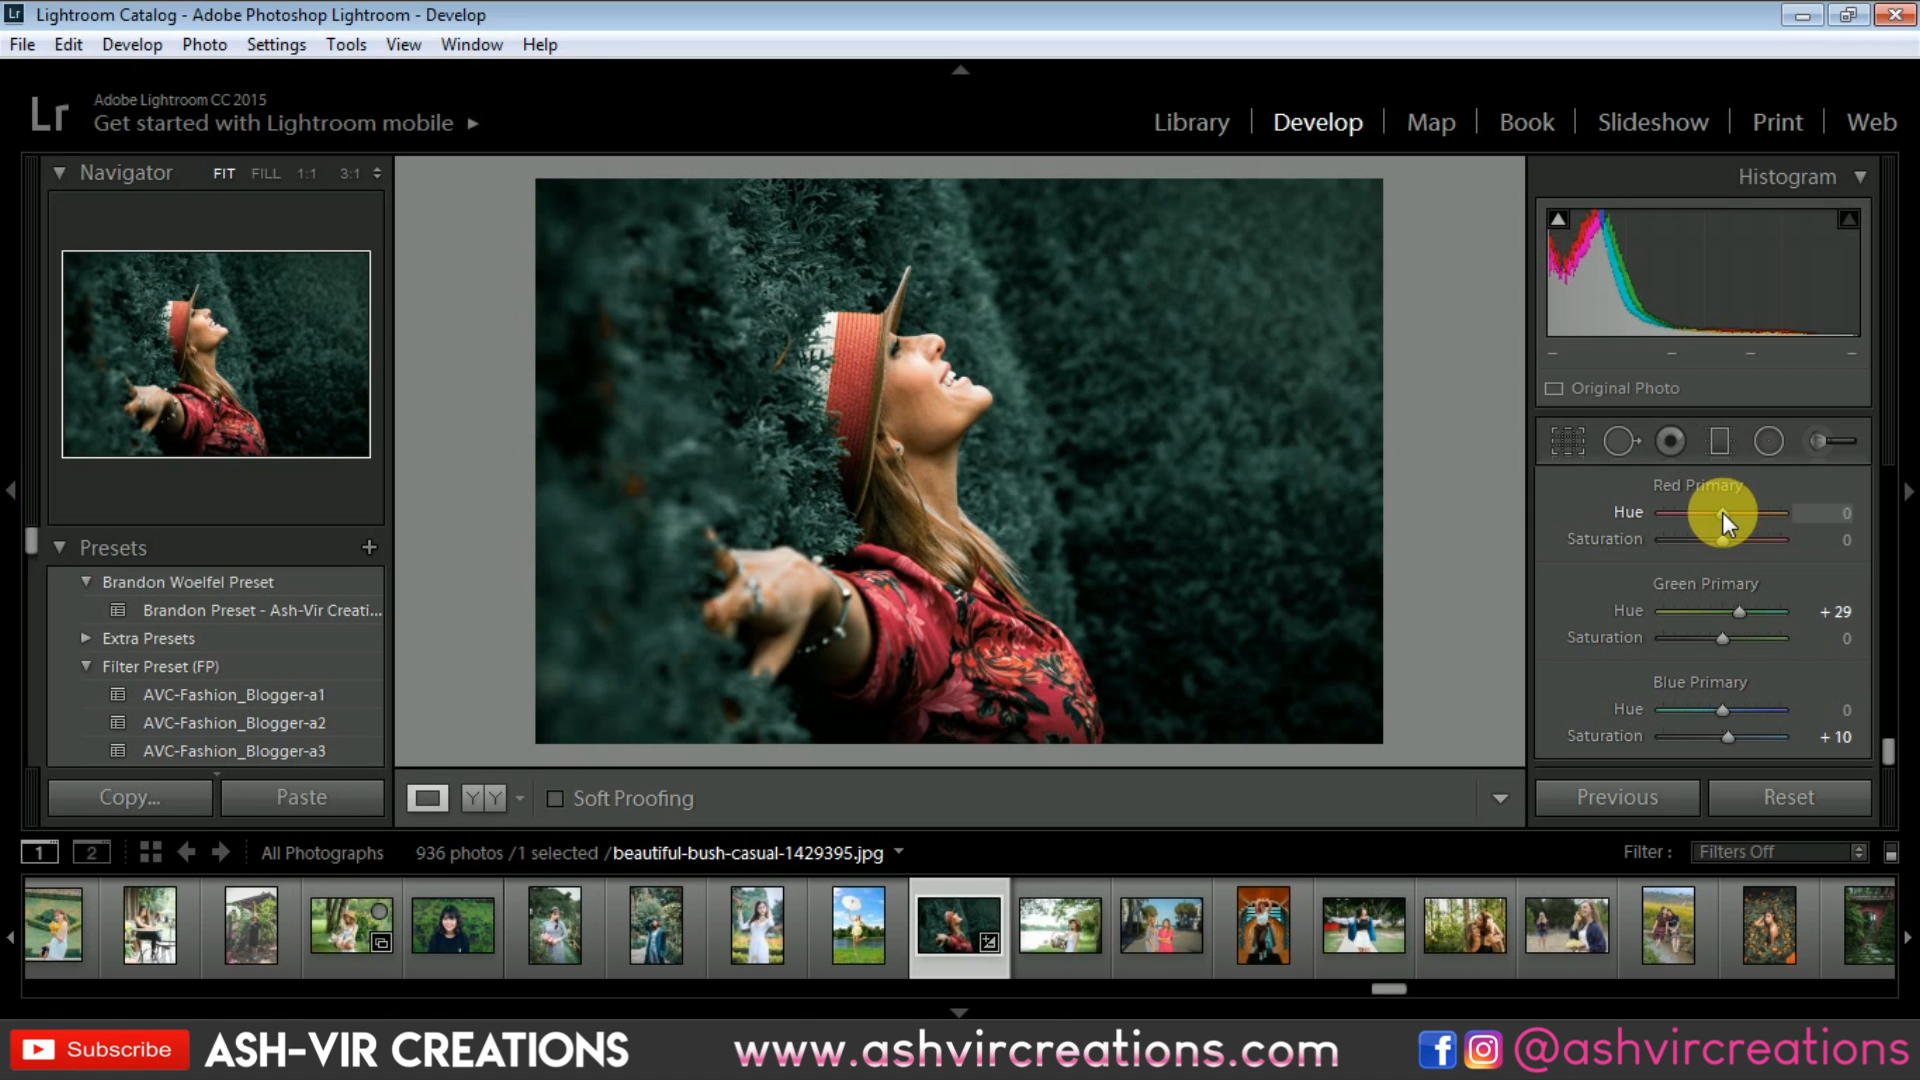 Lr Lightroom Catalog - Adobe Photoshop Lightroom - Develop
File Edit Develop Photo Settings Tools View Window Help
Lr Adobe Lightroom CC 2015
Get started with Lightroom mobile
Library Develop Map Book Slideshow Print Web
Navigator FIT FILL 1:1 3:1
Histogram
Original Photo
Red Primary
Hue 0
Saturation 0
Green Primary
Hue + 29
Saturation 0
Blue Primary
Hue 0
Saturation + 10
Presets +
Brandon Woelfel Preset
Brandon Preset - Ash-Vir Creati...
Extra Presets
Filter Preset (FP)
AVC-Fashion_Blogger-a1
AVC-Fashion_Blogger-a2
AVC-Fashion_Blogger-a3
Copy... Paste
YY Soft Proofing
Previous Reset
1 2 All Photographs 936 photos /1 selected /beautiful-bush-casual-1429395.jpg
Filter : Filters Off
Subscribe ASH-VIR CREATIONS www.ashvircreations.com @ashvircreations